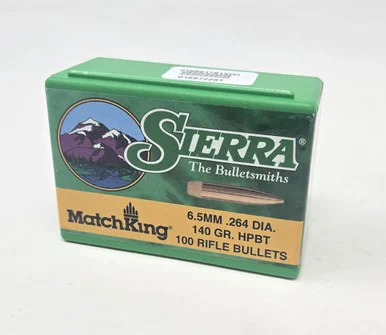 SIERRA®
The Bulletsmiths
MatchKing®
6.5MM .264 DIA.
140 GR. HPBT
100 RIFLE BULLETS